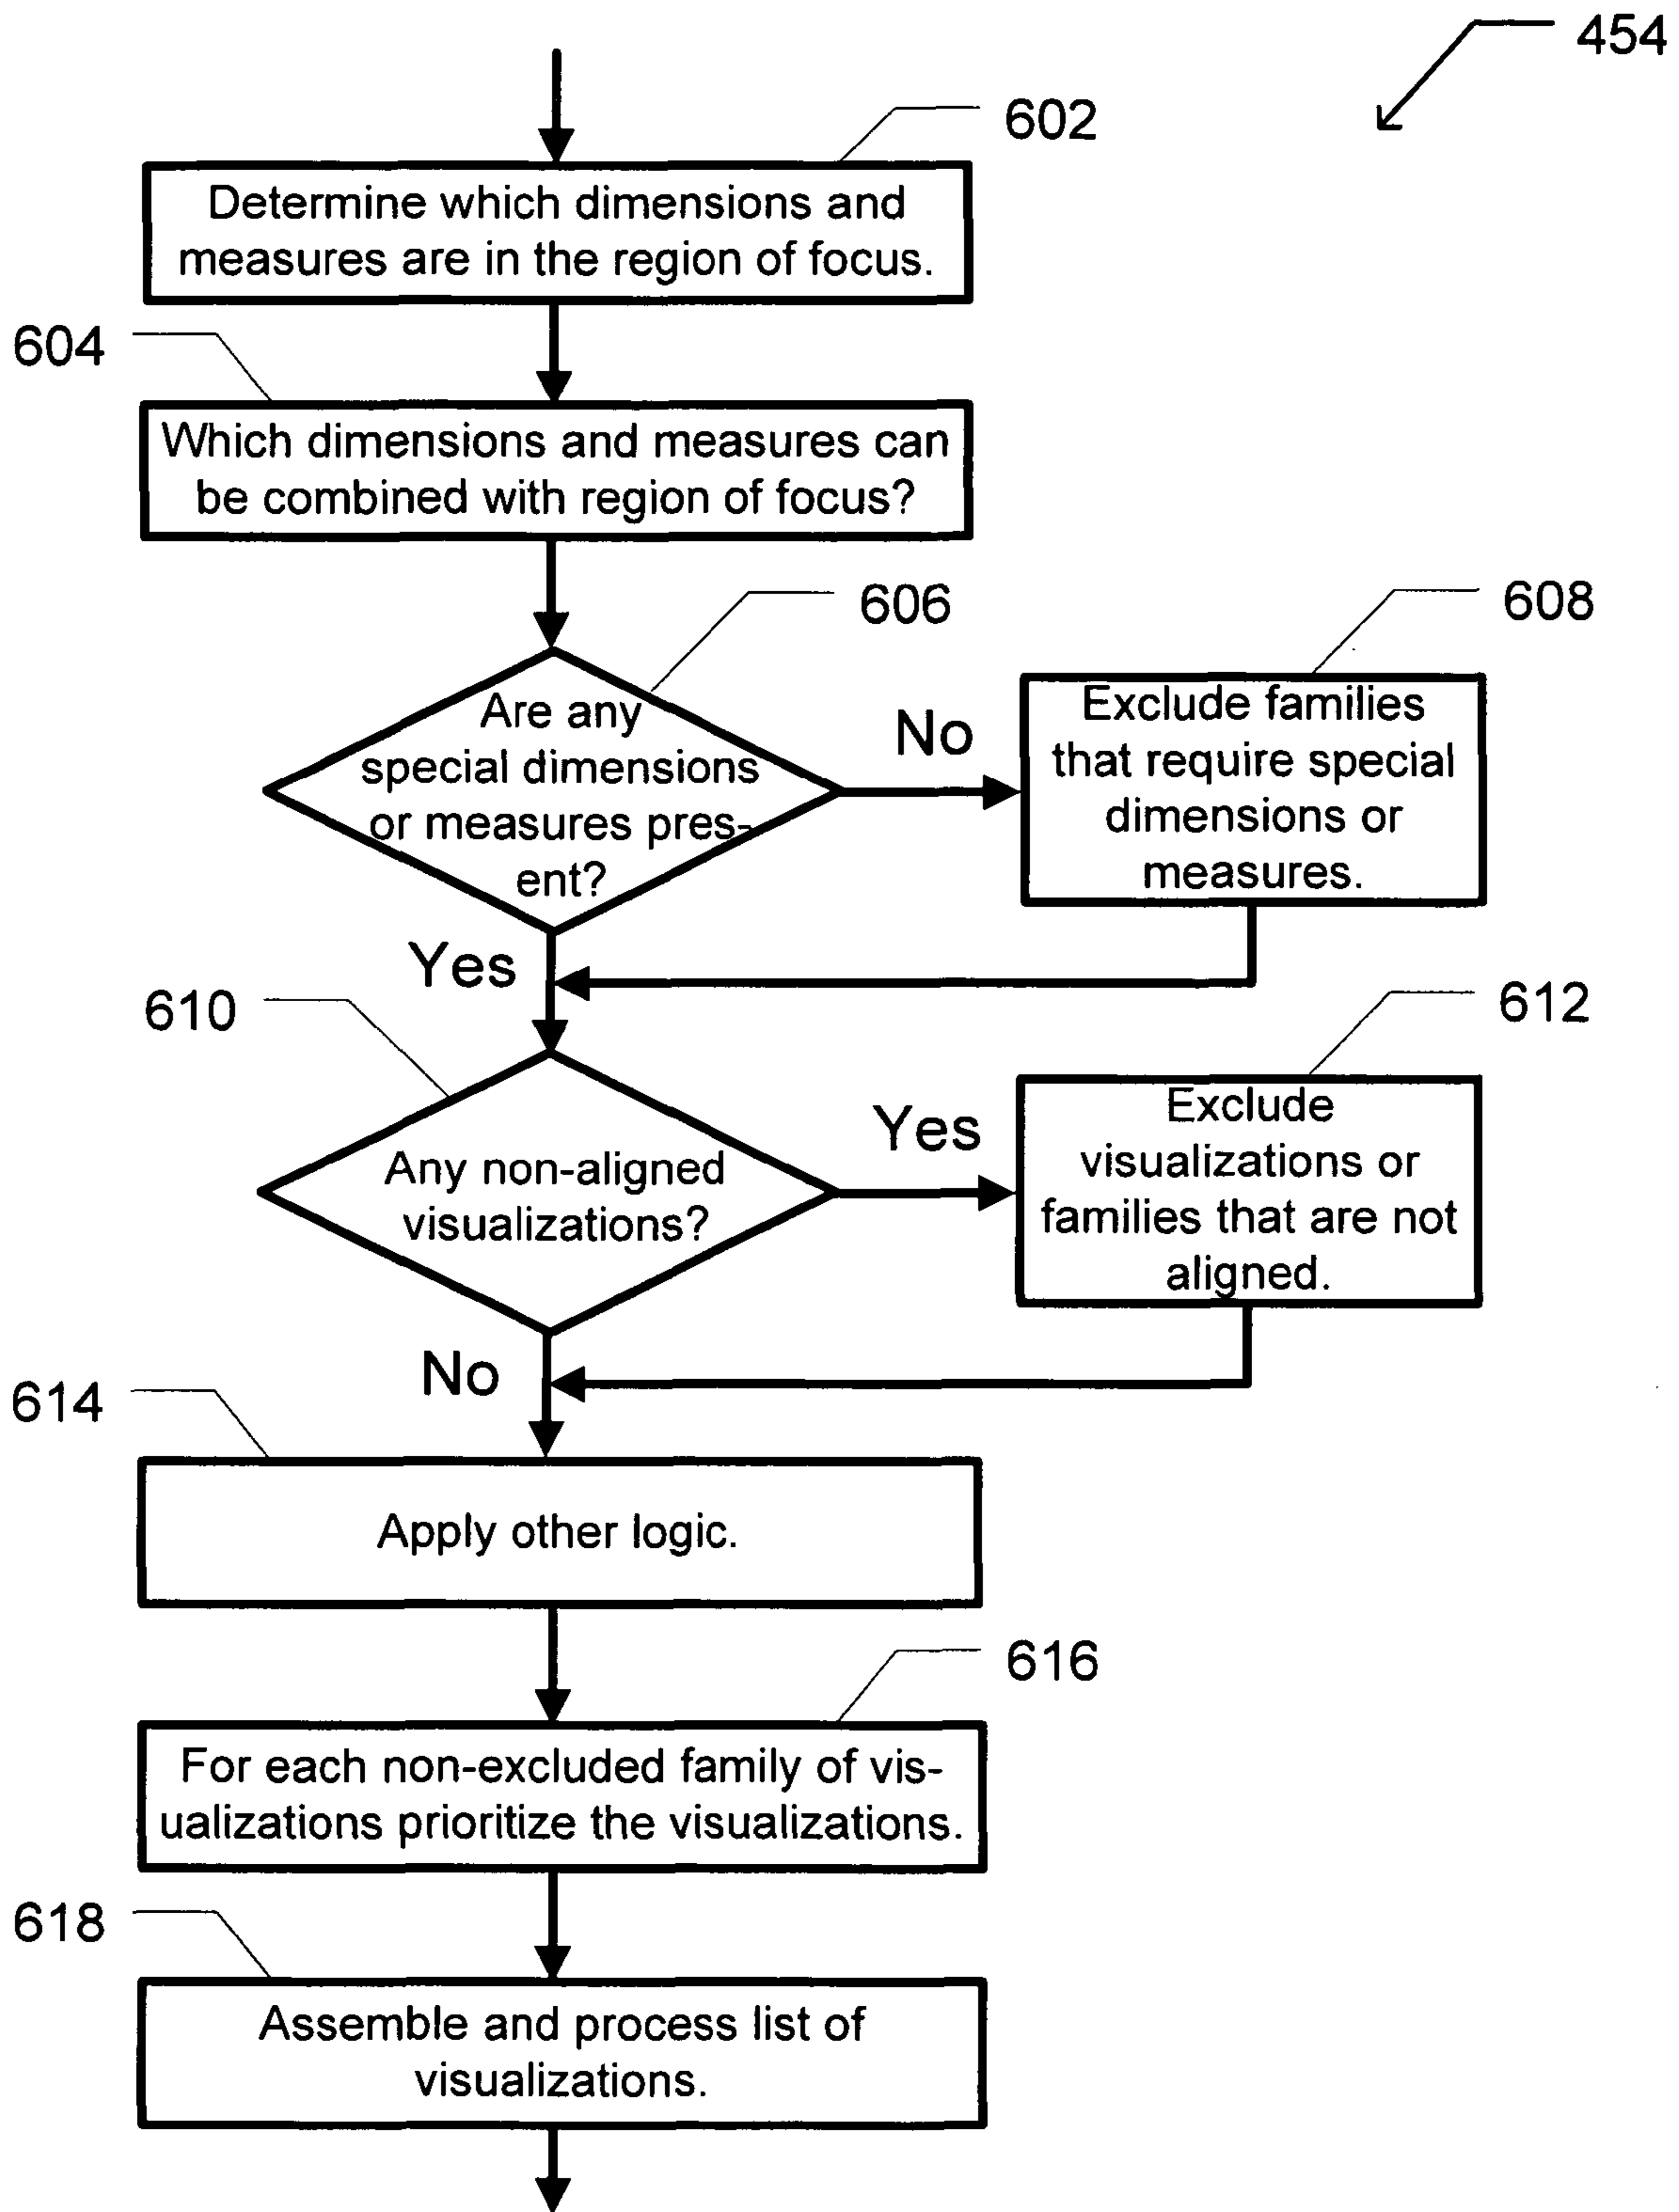 454
602
Determine which dimensions and
measures are in the region of focus.
604
Which dimensions and measures can
be combined with region of focus?
606
608
Are any
special dimensions
or measures pres-
ent?
No
Exclude families
that require special
dimensions or
measures.
Yes
610
612
Any non-aligned
visualizations?
Yes
Exclude
visualizations or
families that are not
aligned.
No
614
Apply other logic.
616
For each non-excluded family of vis-
ualizations prioritize the visualizations.
618
Assemble and process list of
visualizations.